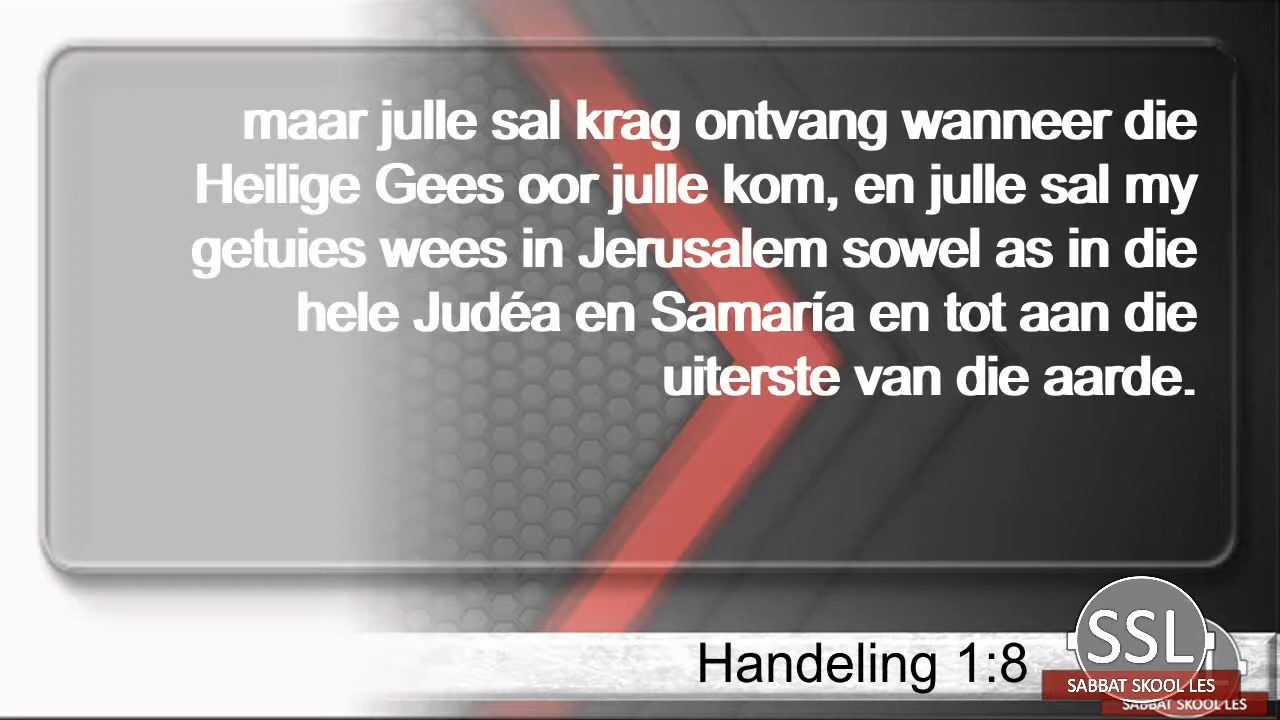 maar julle sal krag ontvang wanneer die
Heilige Gees oor julle kom, en julle sal my
getuies wees in Jerusalem sowel as in die
hele Judéa en Samaría en tot aan die
uiterste van die aarde.
Handeling 1:8
SSL
SABBAT SKOOL LES
SABBAT SKOOL LES